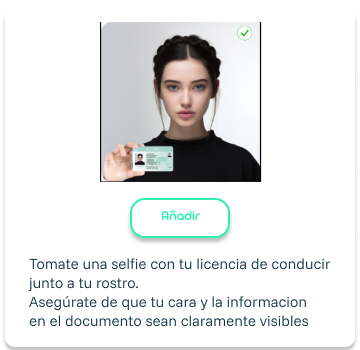 Añadir
Tomate una selfie con tu licencia de conducir
junto a tu rostro.
Asegúrate de que tu cara y la informacion
en el documento sean claramente visibles